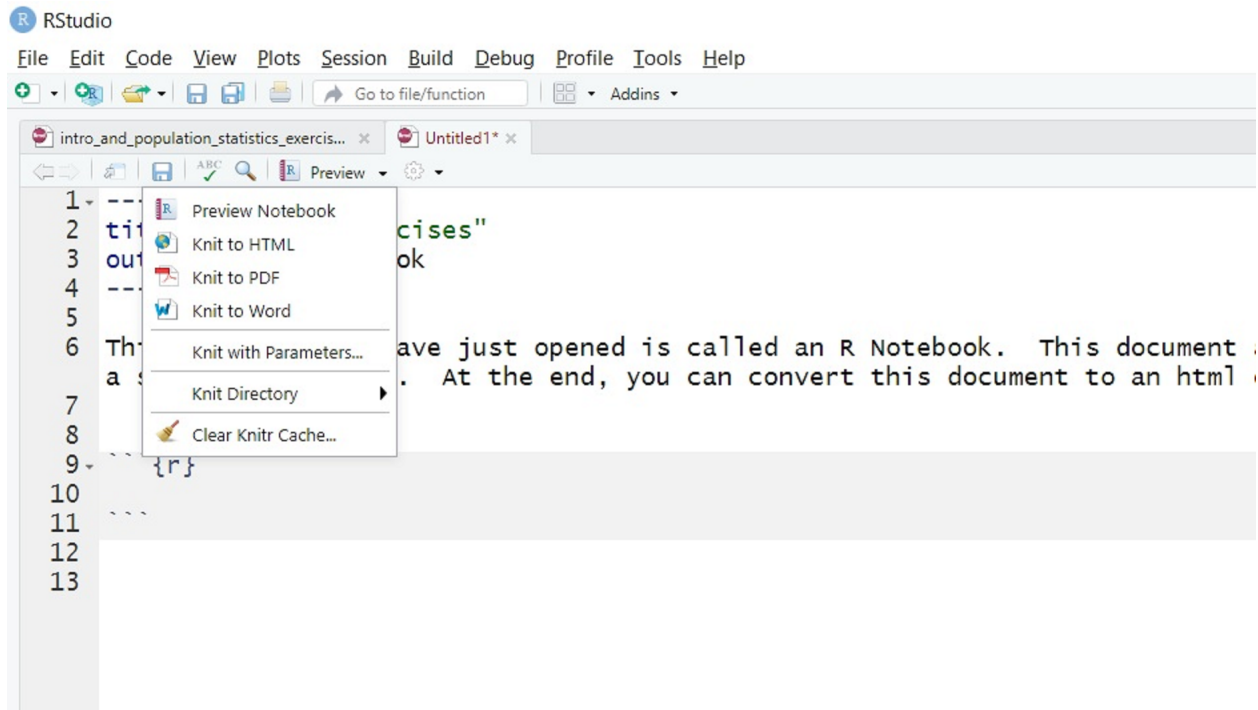 R RStudio
File Edit Code View Plots Session Build Debug Profile Tools Help
R Go to file/function Addins
intro_and_population_statistics_exercis... × Untitled1* ×
ABC R Preview
1 ---
2 tit cises"
3 out ok
4 ---
5
6 Th ave just opened is called an R Notebook. This document
a s . At the end, you can convert this document to an html
7
8
9 ```{r}
10
11 ```
12
13
R Preview Notebook
Knit to HTML
Knit to PDF
W Knit to Word
Knit with Parameters...
Knit Directory
Clear Knitr Cache...